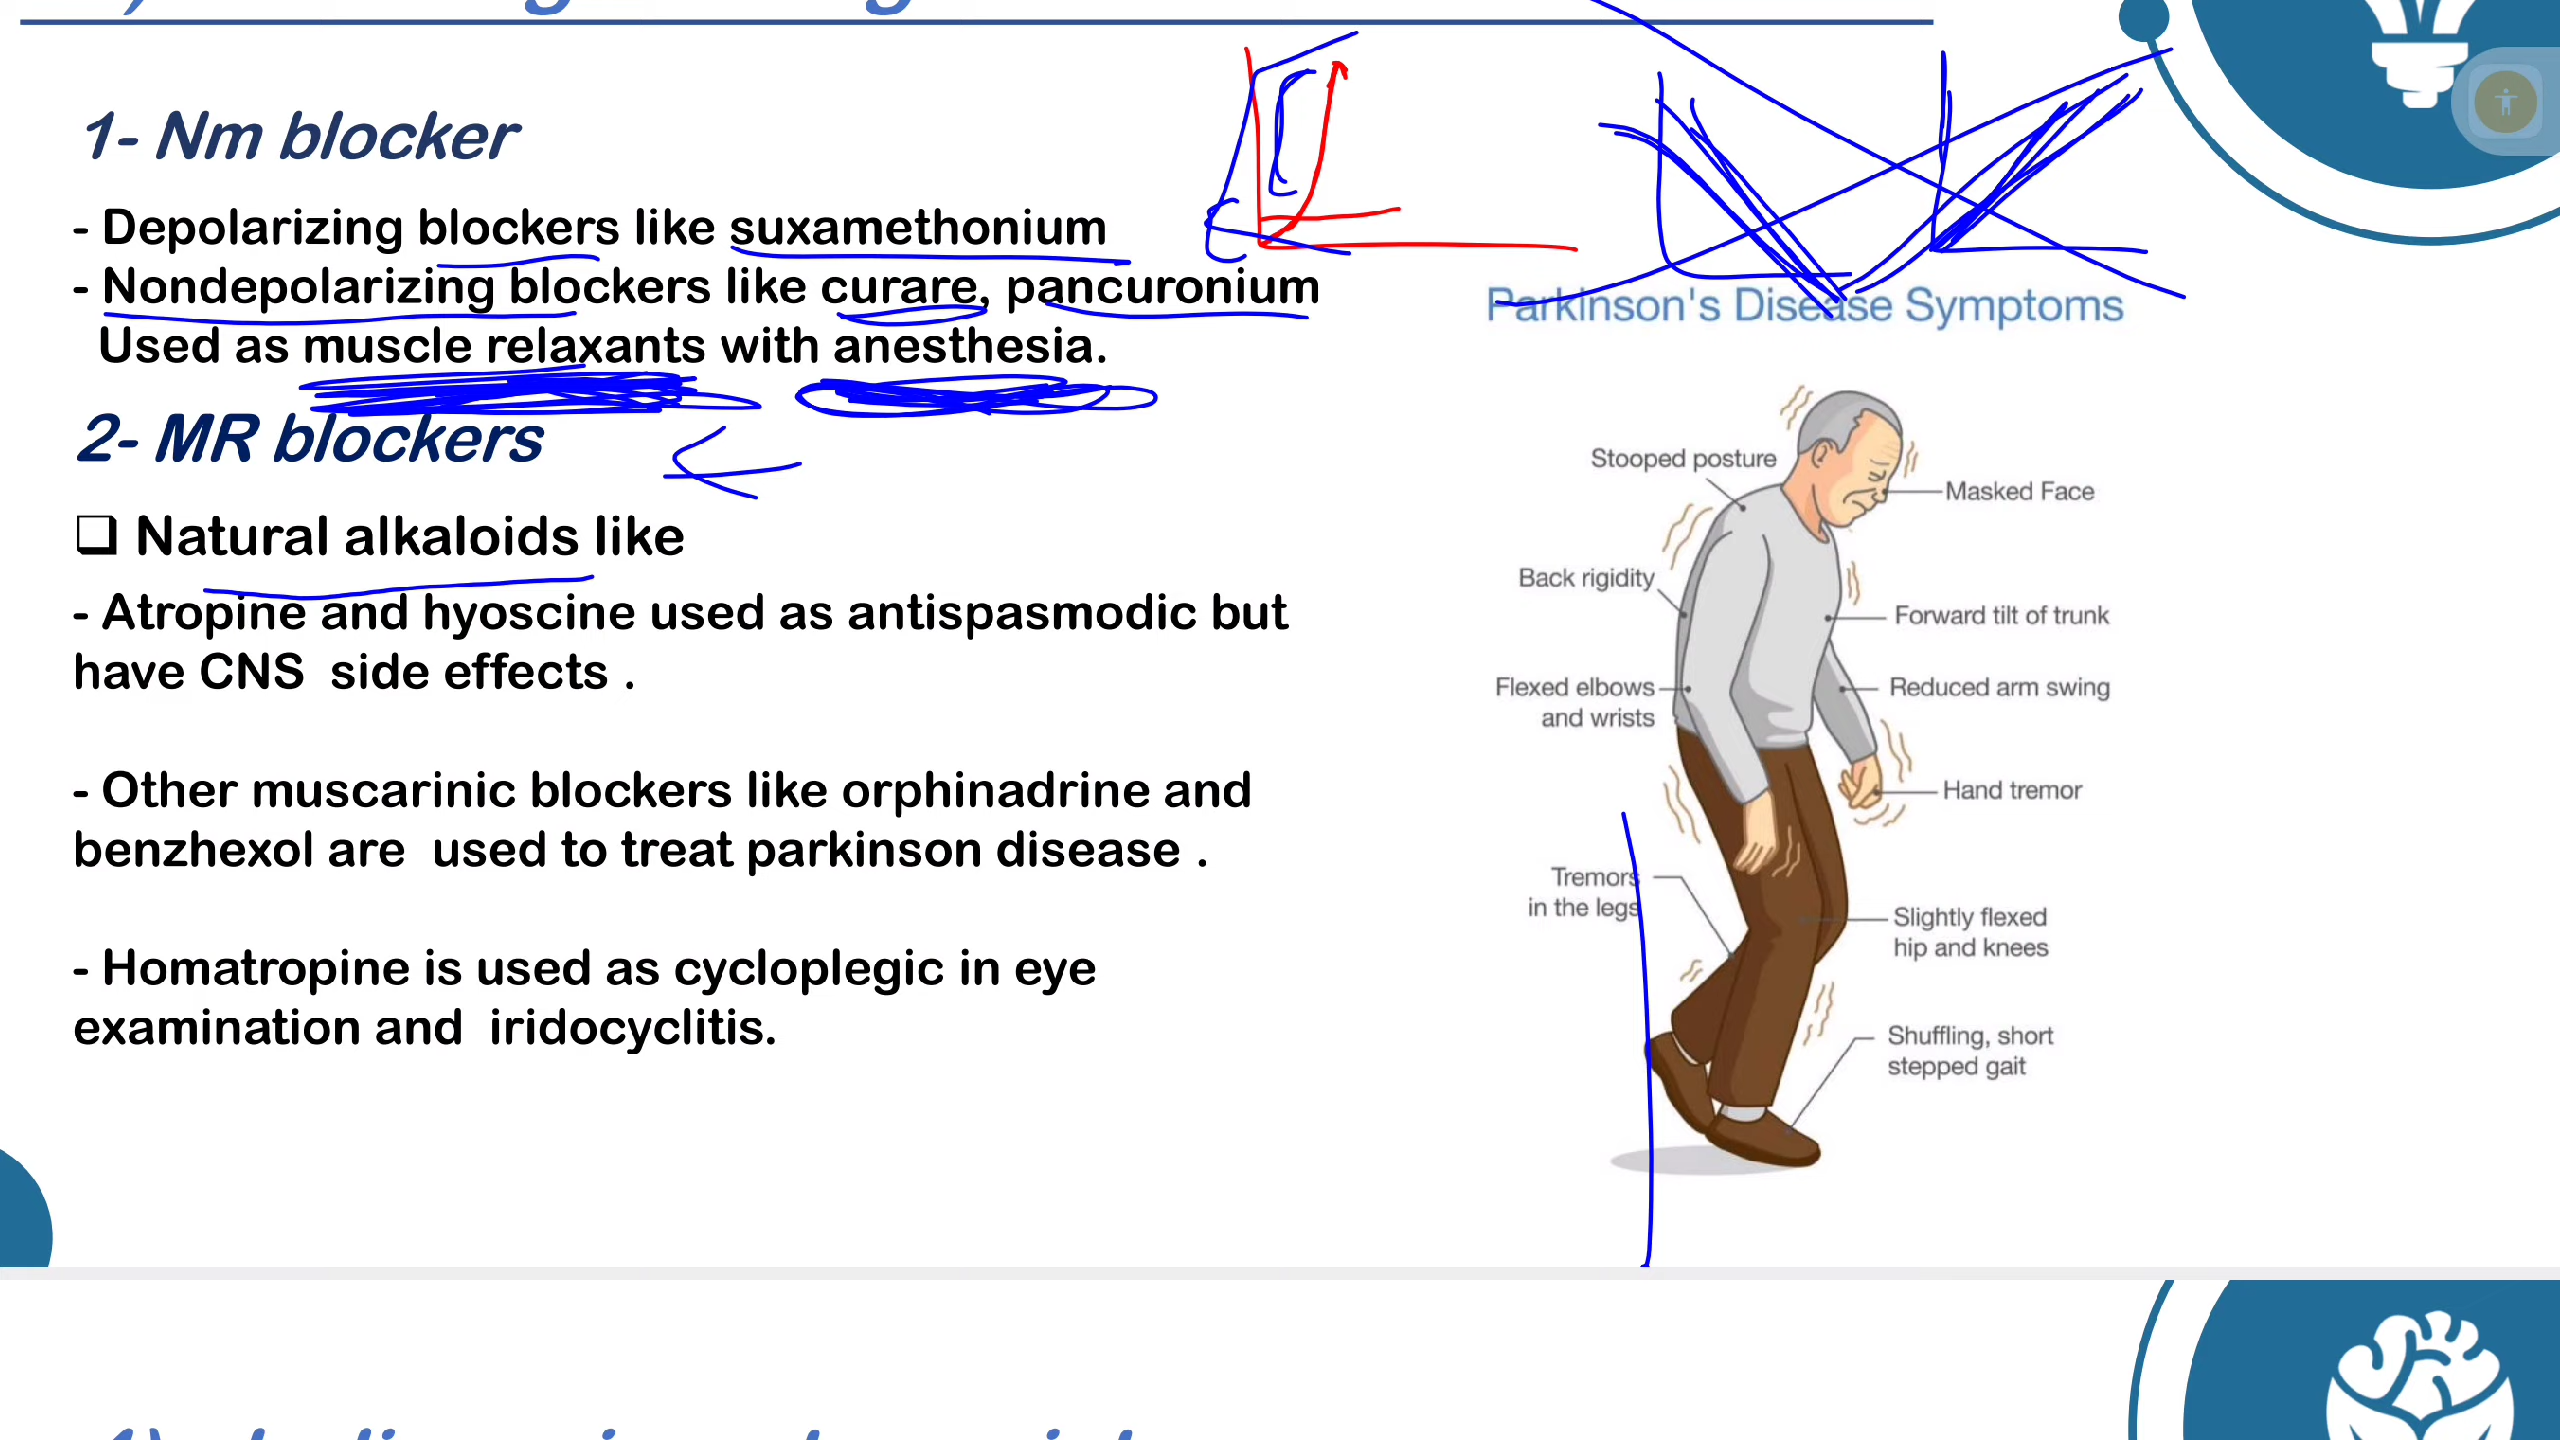 1- Nm blocker
- Depolarizing blockers like suxamethonium
- Nondepolarizing blockers like curare, pancuronium
Used as muscle relaxants with anesthesia.
2- MR blockers
❑ Natural alkaloids like
- Atropine and hyoscine used as antispasmodic but
have CNS side effects .
- Other muscarinic blockers like orphinadrine and
benzhexol are used to treat parkinson disease .
- Homatropine is used as cycloplegic in eye
examination and iridocyclitis.
Parkinson's Disease Symptoms
Stooped posture
Masked Face
Back rigidity
Forward tilt of trunk
Flexed elbows
and wrists
Reduced arm swing
Hand tremor
Tremors
in the legs
Slightly flexed
hip and knees
Shuffling, short
stepped gait